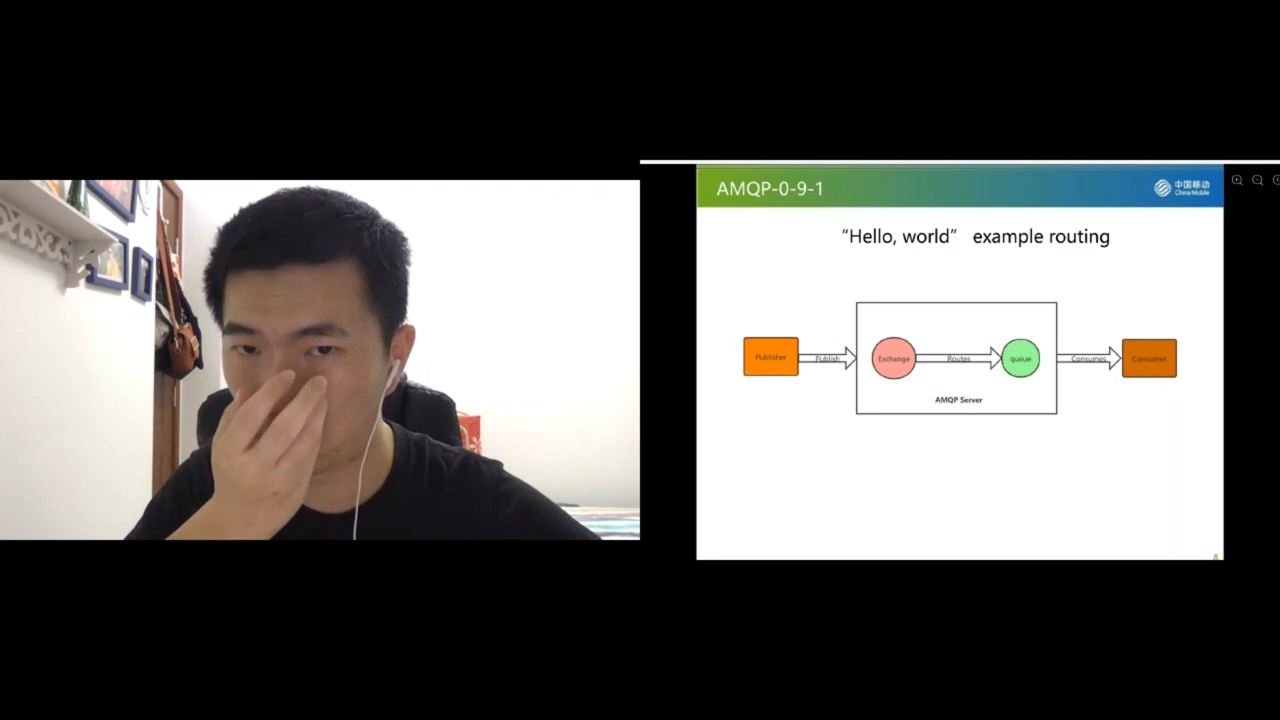 AMQP-0-9-1
中国移动
China Mobile
“Hello, world” example routing
Publisher
Publish
Exchange
Routes
queue
Consumes
Consumer
AMQP Server